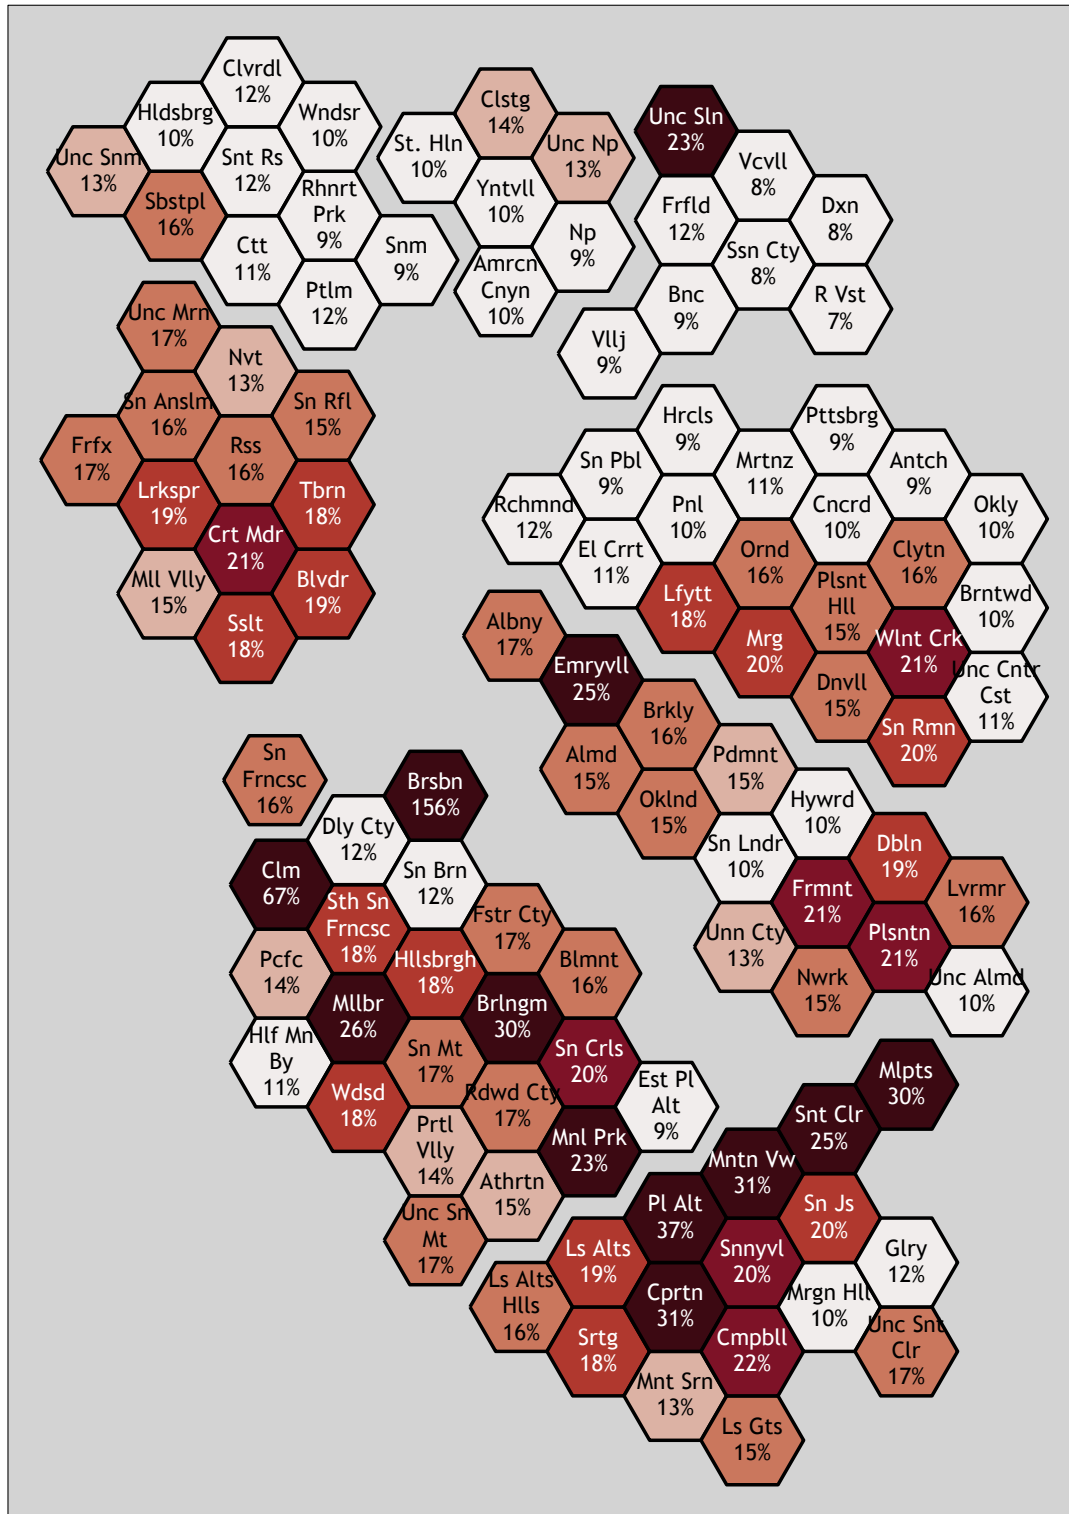 Clvrdl
12%
Hldsbrg
10%
Wndsr
10%
Unc Snm
13%
Snt Rs
12%
Sbstpl
16%
Rhnrt
Prk
9%
Ctt
11%
Snm
9%
Ptlm
12%
Clstg
14%
St. Hln
10%
Unc Np
13%
Yntvll
10%
Np
9%
Amrcn
Cnyn
10%
Unc Sln
23%
Vcvll
8%
Frfld
12%
Dxn
8%
Ssn Cty
8%
Bnc
9%
R Vst
7%
Vllj
9%
Unc Mrn
17%
Nvt
13%
Sn Anslm
16%
Sn Rfl
15%
Frfx
17%
Rss
16%
Lrkspr
19%
Tbrn
18%
Crt Mdr
21%
Mll Vlly
15%
Blvdr
19%
Sslt
18%
Hrcls
9%
Pttsbrg
9%
Sn Pbl
9%
Mrtnz
11%
Antch
9%
Rchmnd
12%
Pnl
10%
Cncrd
10%
Okly
10%
El Crrt
11%
Ornd
16%
Clytn
16%
Lfytt
18%
Plsnt
Hll
15%
Brntwd
10%
Mrg
20%
Wlnt Crk
21%
Dnvll
15%
Unc Cntr
Cst
11%
Sn Rmn
20%
Albny
17%
Emryvll
25%
Brkly
16%
Almd
15%
Pdmnt
15%
Oklnd
15%
Hywrd
10%
Sn Lndr
10%
Dbln
19%
Frmnt
21%
Lvrmr
16%
Unn Cty
13%
Plsntn
21%
Nwrk
15%
Unc Almd
10%
Sn
Frncsc
16%
Brsbn
156%
Dly Cty
12%
Clm
67%
Sn Brn
12%
Sth Sn
Frncsc
18%
Fstr Cty
17%
Pcfc
14%
Hllsbrgh
18%
Blmnt
16%
Mllbr
26%
Brlngm
30%
Hlf Mn
By
11%
Sn Mt
17%
Sn Crls
20%
Wdsd
18%
Rdwd Cty
17%
Est Pl
Alt
9%
Prtl
Vlly
14%
Mnl Prk
23%
Athrtn
15%
Unc Sn
Mt
17%
Mlpts
30%
Snt Clr
25%
Mntn Vw
31%
Pl Alt
37%
Sn Js
20%
Ls Alts
19%
Snnyvl
20%
Glry
12%
Ls Alts
Hlls
16%
Cprtn
31%
Mrgn Hll
10%
Srtg
18%
Cmpbll
22%
Unc Snt
Clr
17%
Mnt Srn
13%
Ls Gts
15%